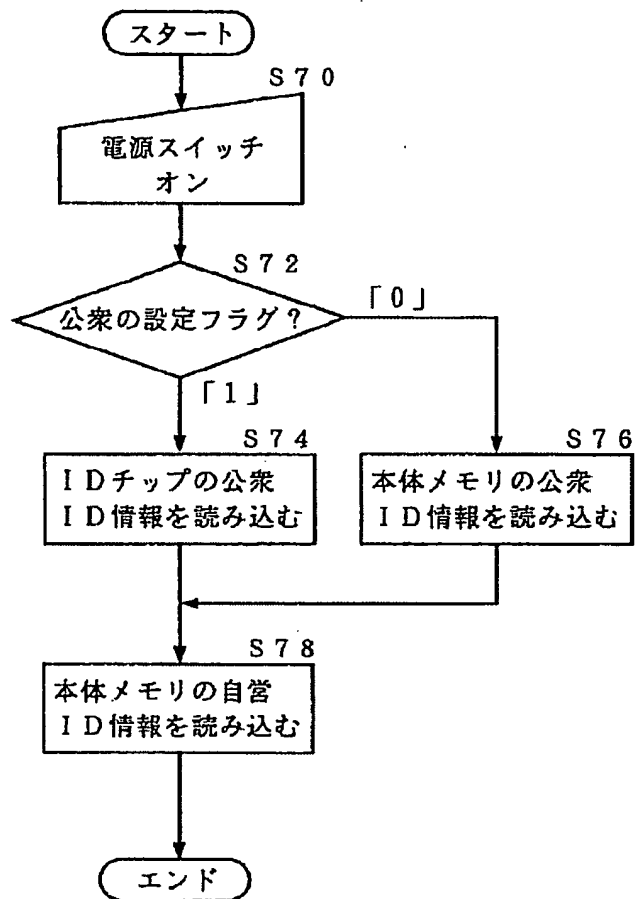 スタート
S70
電源スイッチ
オン
S72
公衆の設定フラグ?
「0」
「1」
S74
IDチップの公衆
ID情報を読み込む
S76
本体メモリの公衆
ID情報を読み込む
S78
本体メモリの自営
ID情報を読み込む
エンド